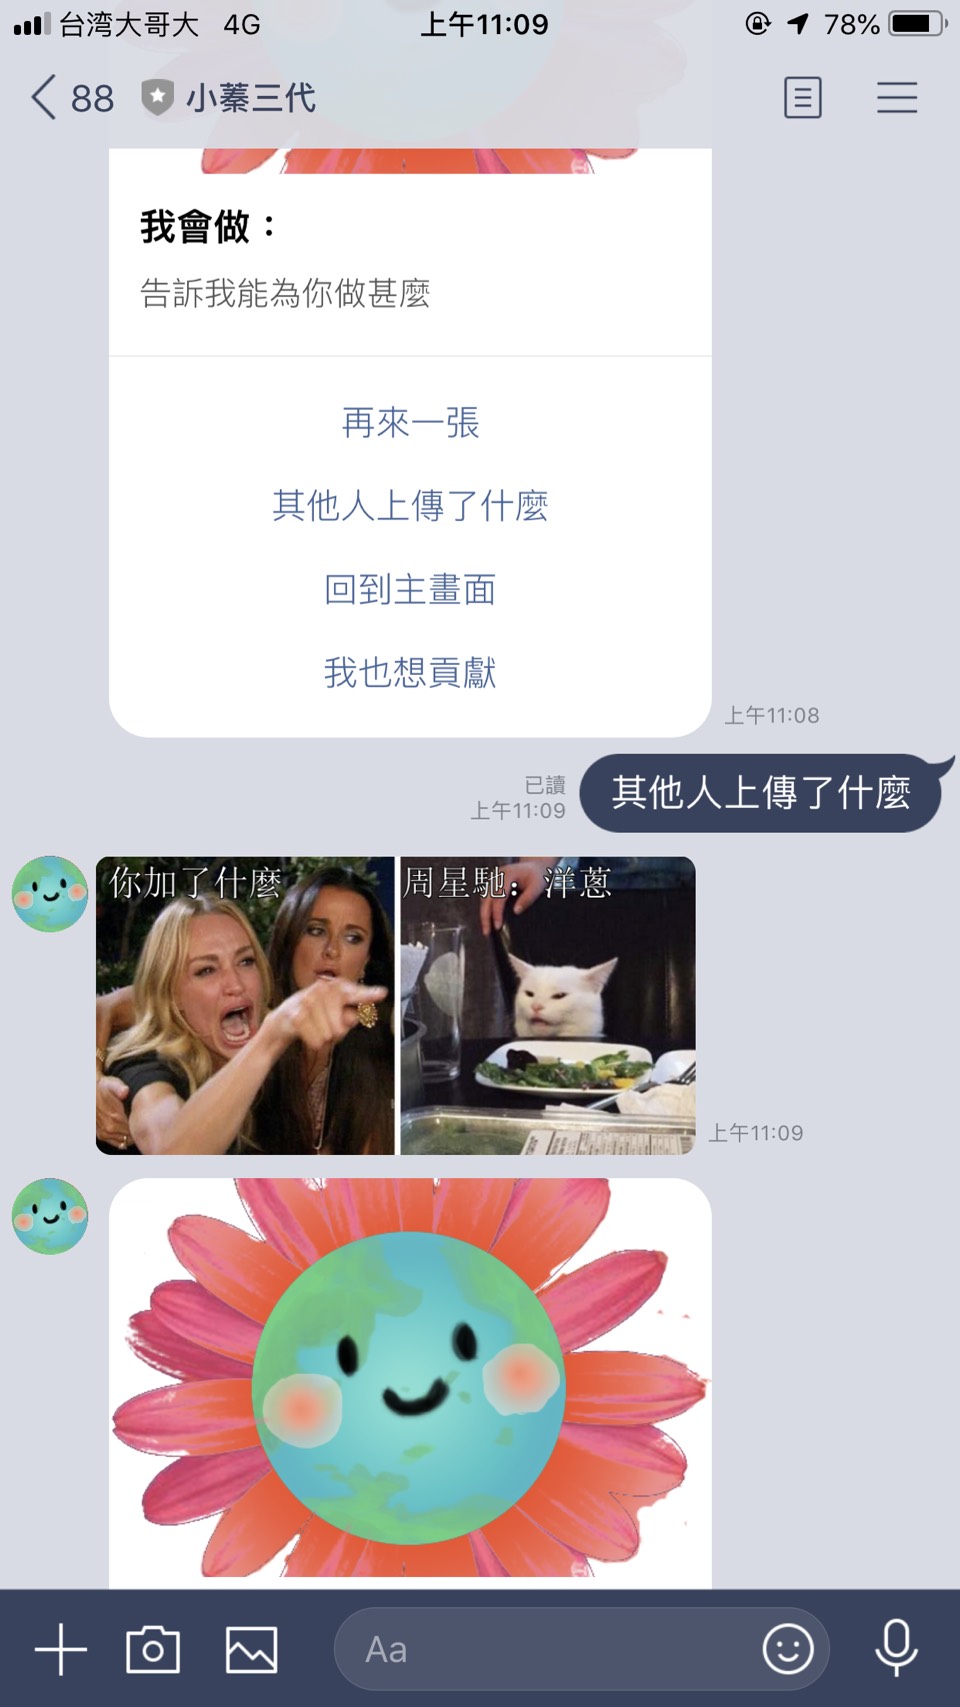 台湾大哥大 4G 上午11:09 78%
88 小蓁三代
我會做：
告訴我能為你做甚麼
再來一張
其他人上傳了什麼
回到主畫面
我也想貢獻
上午11:08
其他人上傳了什麼
已讀
上午11:09
你加了什麼
周星馳：洋蔥
上午11:09
Aa